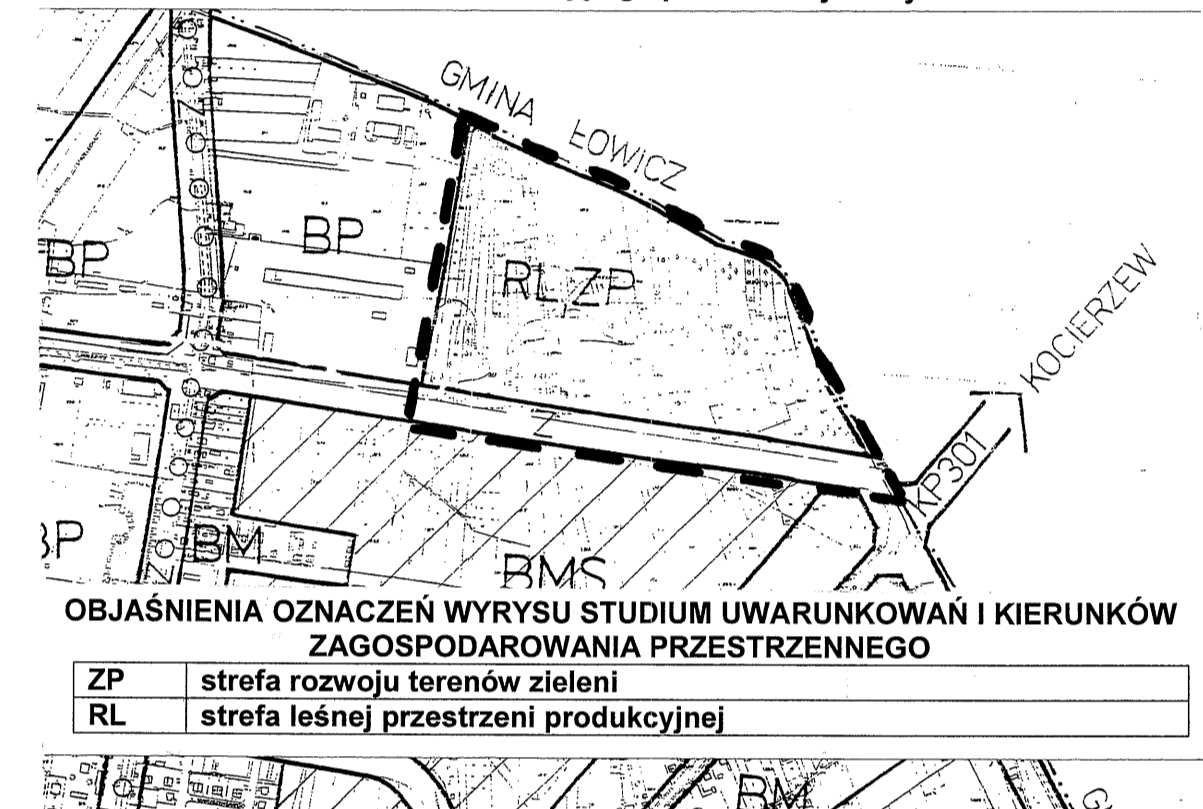 GMINA ŁOWICZ
KOCIERZEW
BP
BP
RL,ZP
KP301
BM
BMS
OBJAŚNIENIA OZNACZEŃ WYRYSU STUDIUM UWARUNKOWAŃ I KIERUNKÓW
ZAGOSPODAROWANIA PRZESTRZENNEGO
ZP strefa rozwoju terenów zieleni
RL strefa leśnej przestrzeni produkcyjnej
BM